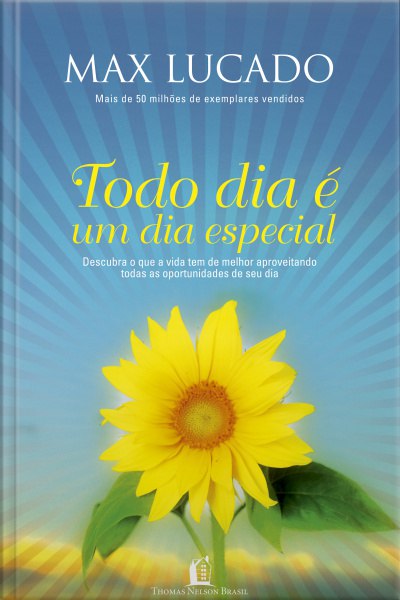 MAX LUCADO
Mais de 50 milhões de exemplares vendidos
Todo dia é
um dia especial
Descubra o que a vida tem de melhor aproveitando
todas as oportunidades de seu dia
THOMAS NELSON BRASIL